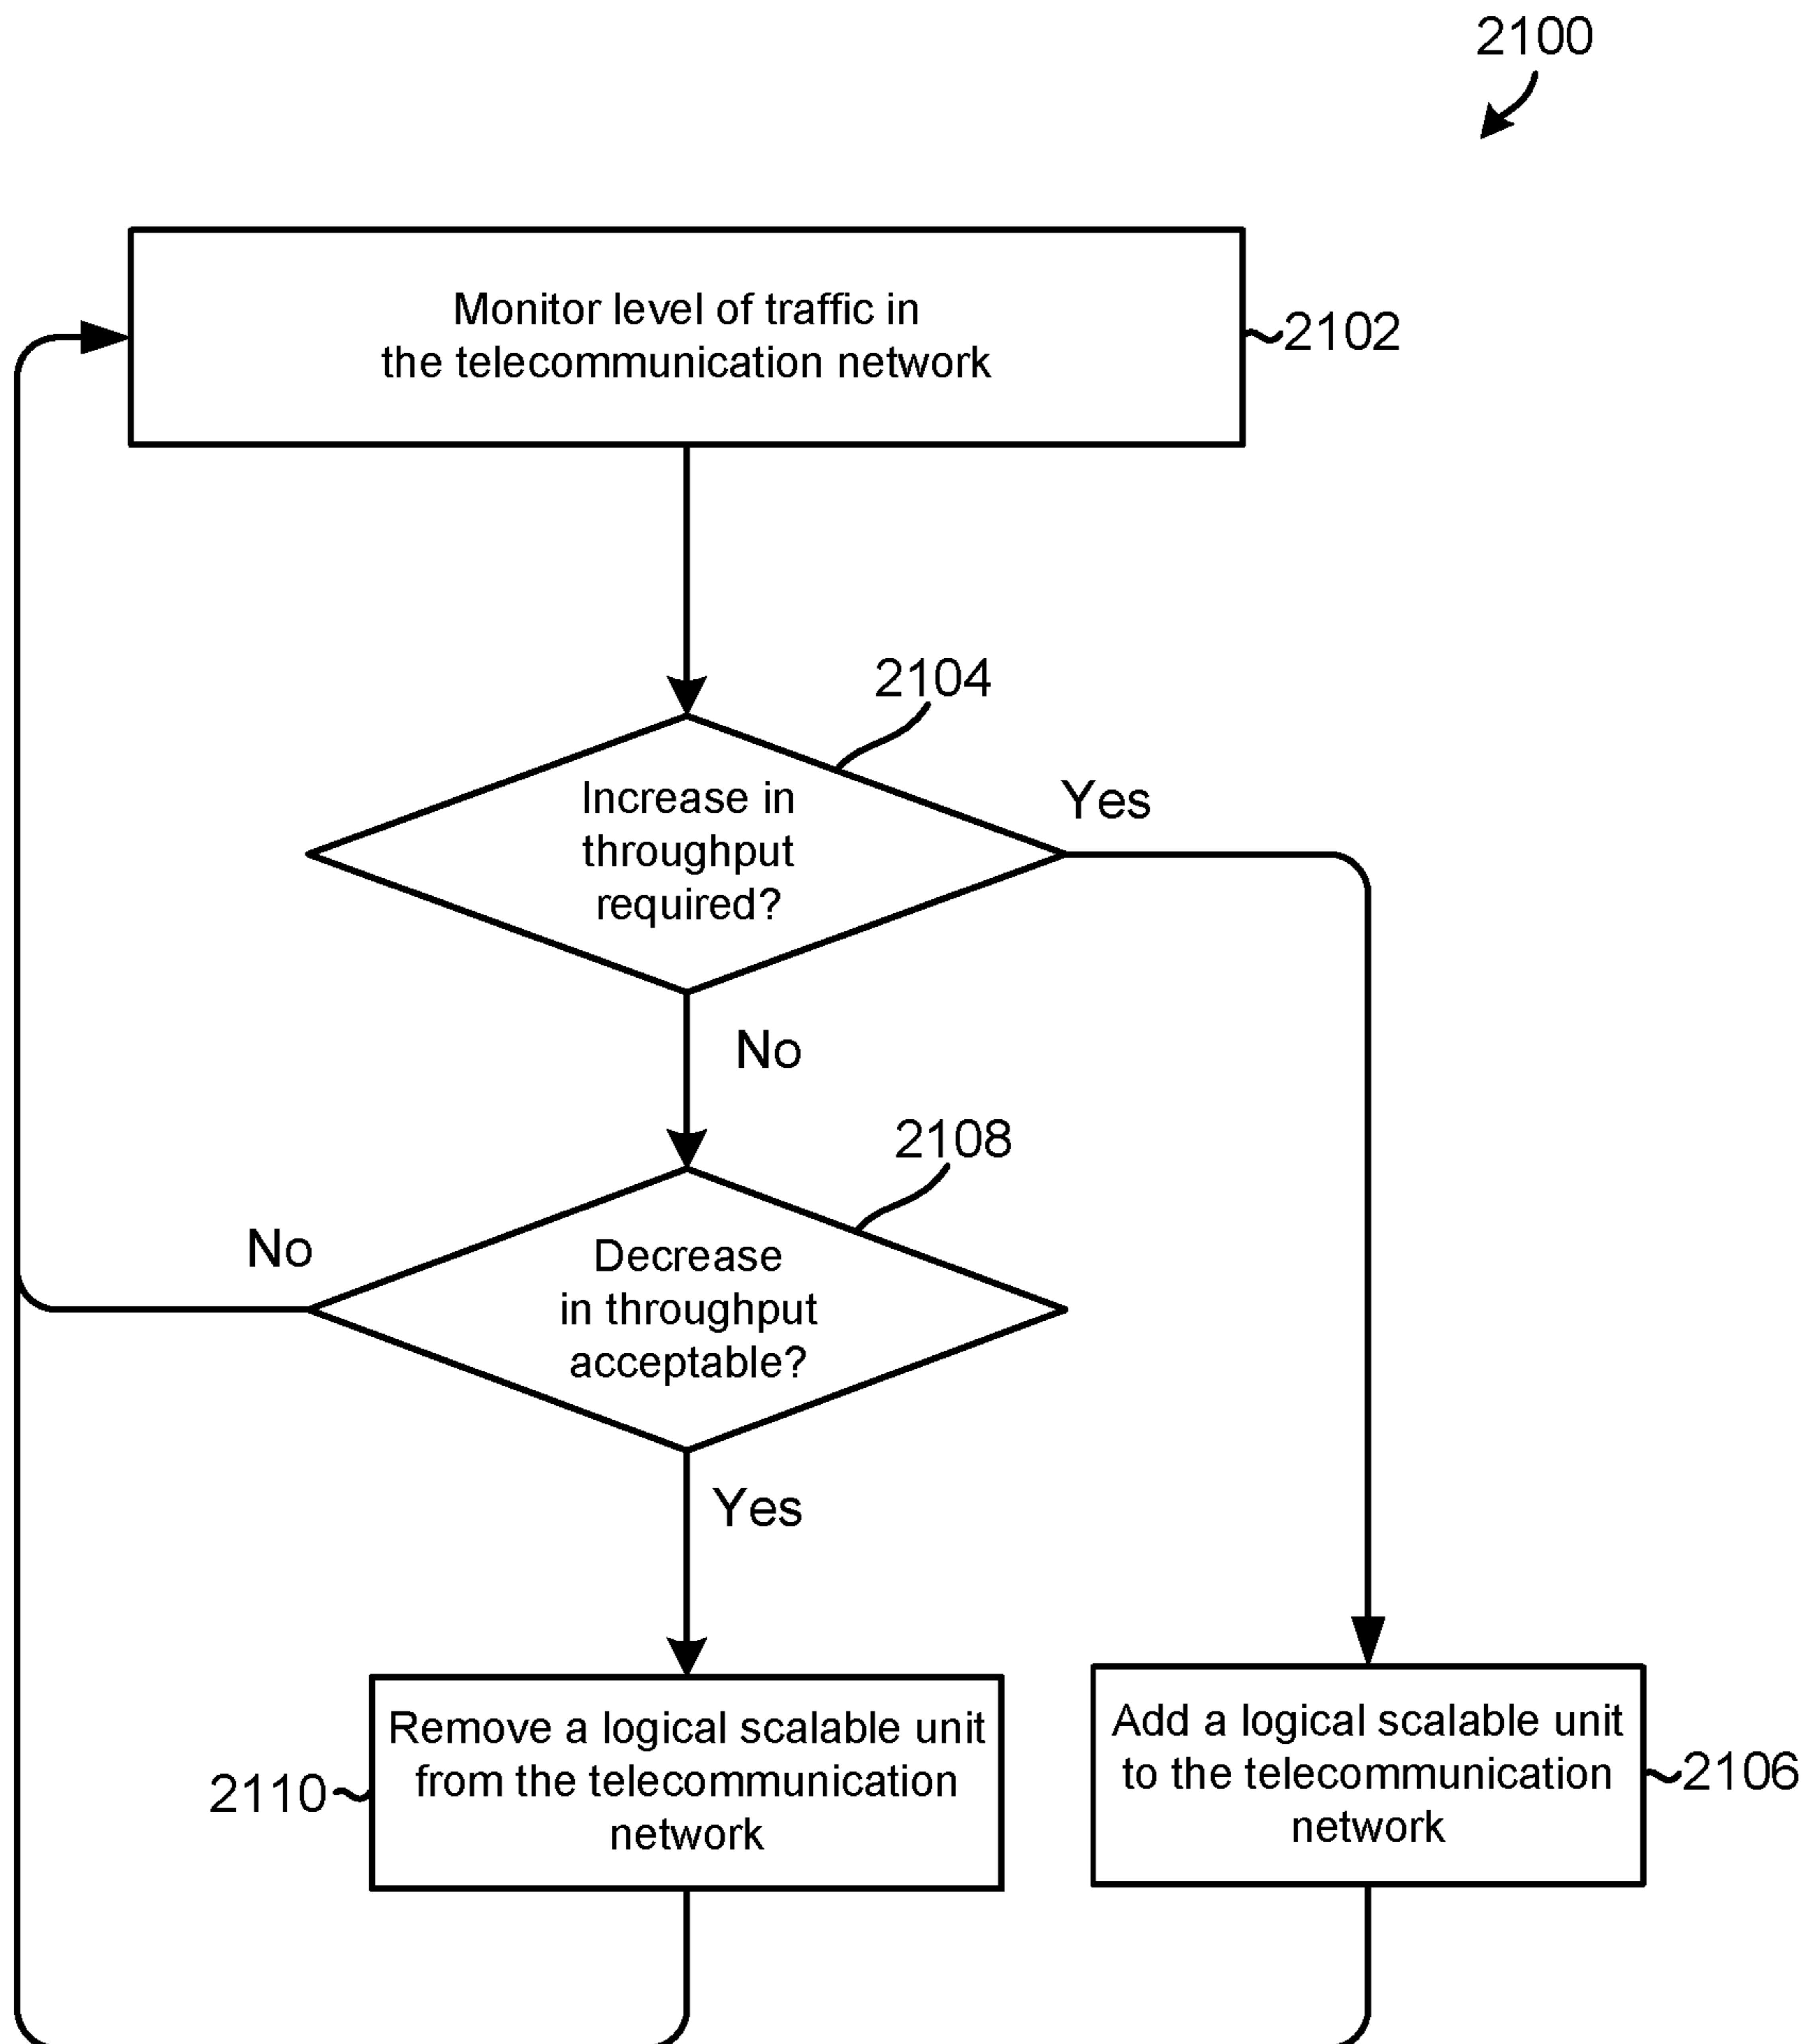 2100
Monitor level of traffic in
the telecommunication network
2102
2104
Increase in
throughput
required?
Yes
No
2108
Decrease
in throughput
acceptable?
No
Yes
Remove a logical scalable unit
from the telecommunication
network
2110
Add a logical scalable unit
to the telecommunication
network
2106